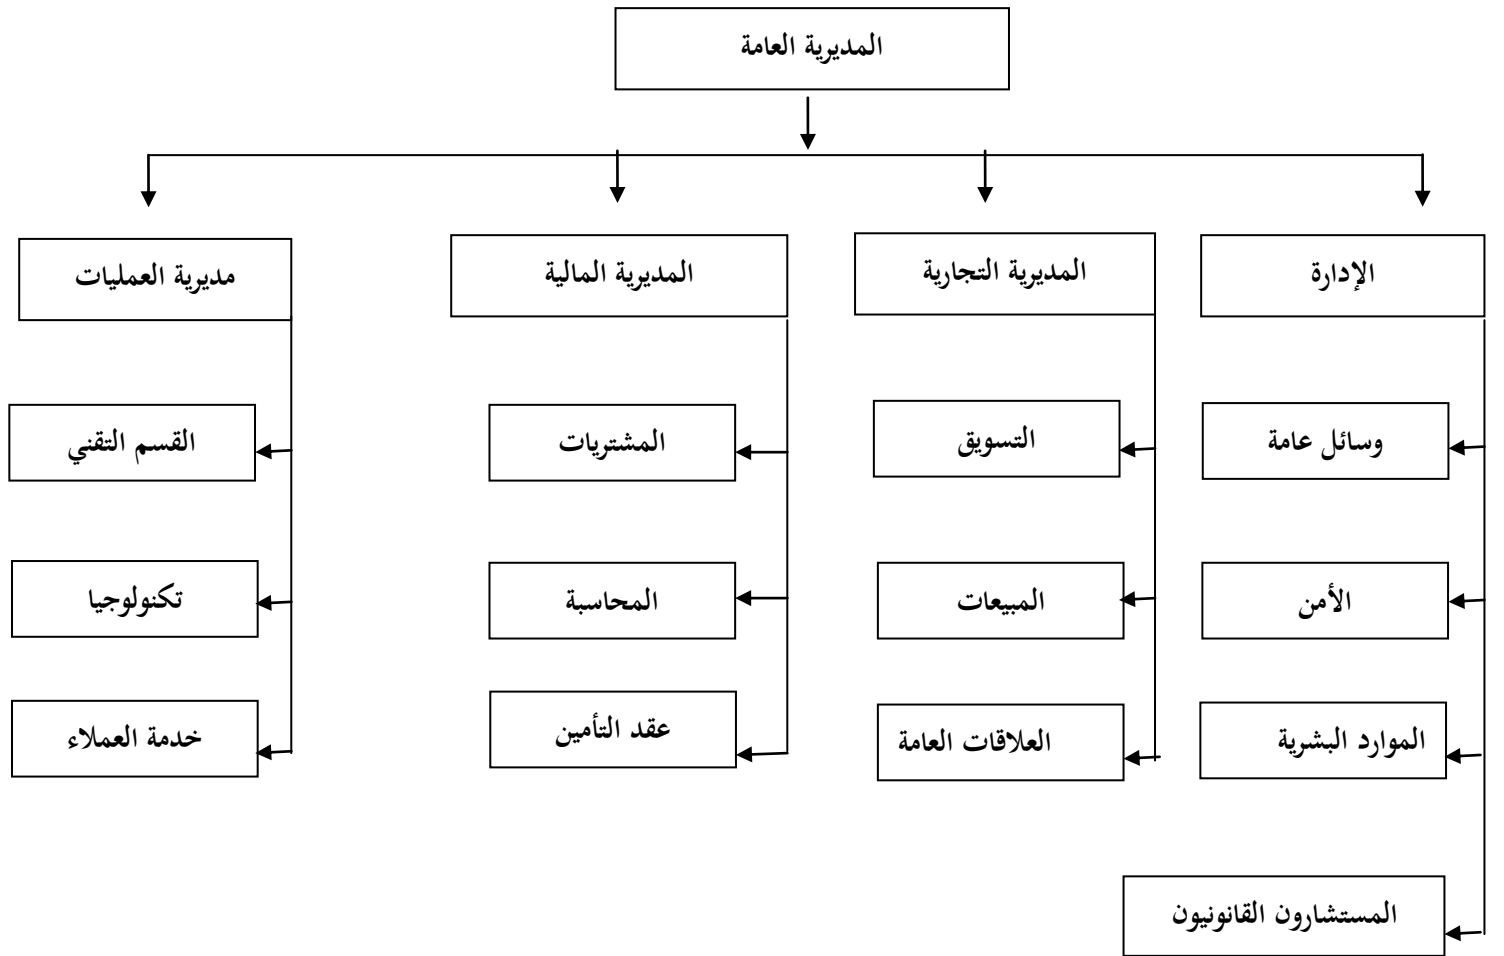 المديرية العامة
الإدارة
المديرية التجارية
المديرية المالية
مديرية العمليات
وسائل عامة
التسويق
المشتريات
القسم التقني
الأمن
المبيعات
المحاسبة
تكنولوجيا
الموارد البشرية
العلاقات العامة
عقد التأمين
خدمة العملاء
المستشارون القانونيون